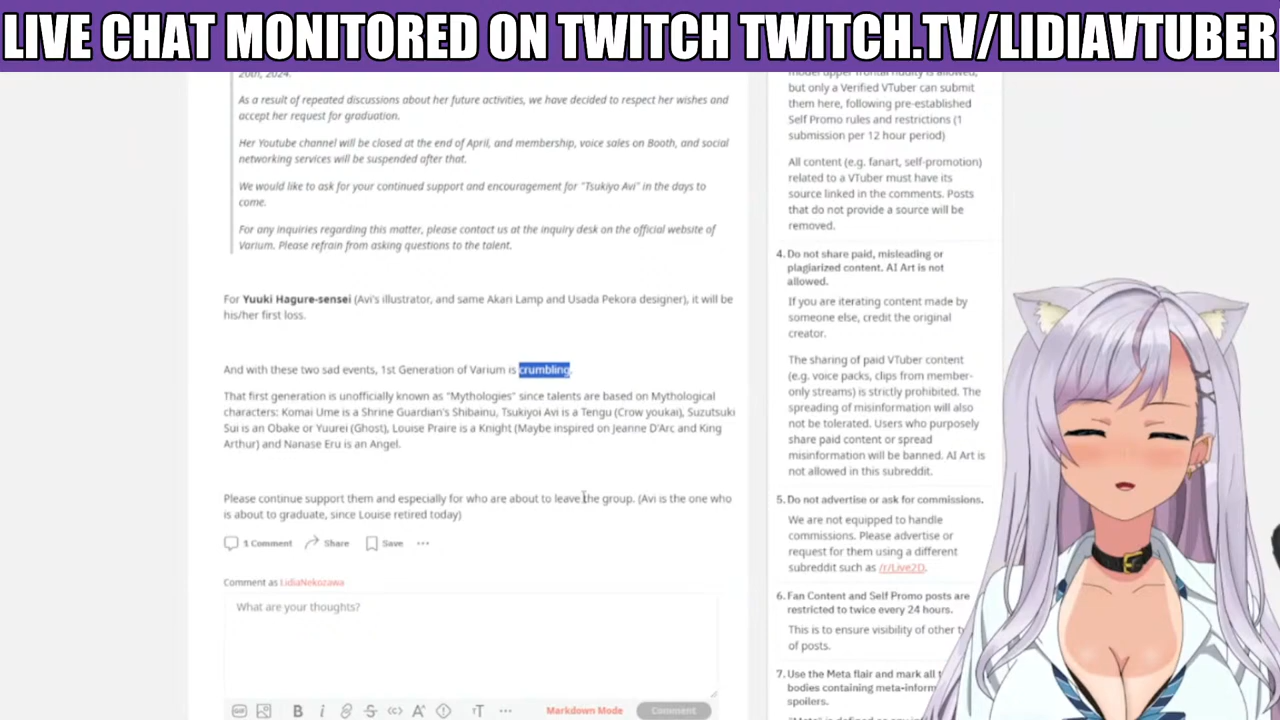 LIVE CHAT MONITORED ON TWITCH TWITCH.TV/LIDIAVTUBER
20th, 2024.
As a result of repeated discussions about her future activities, we have decided to respect her wishes and
accept her request for graduation.
Her Youtube channel will be closed at the end of April, and membership, voice sales on Booth, and social
networking services will be suspended after that.
We would like to ask for your continued support and encouragement for "Tsukiyo Avi" in the days to
come.
For any inquiries regarding this matter, please contact us at the inquiry desk on the official website of
Varium. Please refrain from asking questions to the talent.
For Yuuki Hagure-sensei (Avi's illustrator, and same Akari Lamp and Usada Pekora designer), it will be
his/her first loss.
And with these two sad events, 1st Generation of Varium is crumbling.
That first generation is unofficially known as "Mythologies" since talents are based on Mythological
characters: Komai Ume is a Shrine Guardian's Shibainu, Tsukiyoi Avi is a Tengu (Crow youkai), Suzutsuki
Sui is an Obake or Yuurei (Ghost), Louise Praire is a Knight (Maybe inspired on Jeanne D'Arc and King
Arthur) and Nanase Eru is an Angel.
Please continue support them and especially for who are about to leave the group. (Avi is the one who
is about to graduate, since Louise retired today)
1 Comment Share Save
Comment as LidiaNekozawa
What are your thoughts?
Markdown Mode Comment
model upper frontal nudity is allowed,
but only a Verified VTuber can submit
them here, following pre-established
Self Promo rules and restrictions (1
submission per 12 hour period)
All content (e.g. fanart, self-promotion)
related to a VTuber must have its
source linked in the comments. Posts
that do not provide a source will be
removed.
4. Do not share paid, misleading or
plagiarized content. AI Art is not
allowed.
If you are iterating content made by
someone else, credit the original
creator.
The sharing of paid VTuber content
(e.g. voice packs, clips from member-
only streams) is strictly prohibited. The
spreading of misinformation will also
not be tolerated. Users who purposely
share paid content or spread
misinformation will be banned. AI Art is
not allowed in this subreddit.
5. Do not advertise or ask for commissions.
We are not equipped to handle
commissions. Please advertise or
request for them using a different
subreddit such as /r/Live2D.
6. Fan Content and Self Promo posts are
restricted to twice every 24 hours.
This is to ensure visibility of other
of posts.
7. Use the Meta flair and mark all
bodies containing
spoilers.